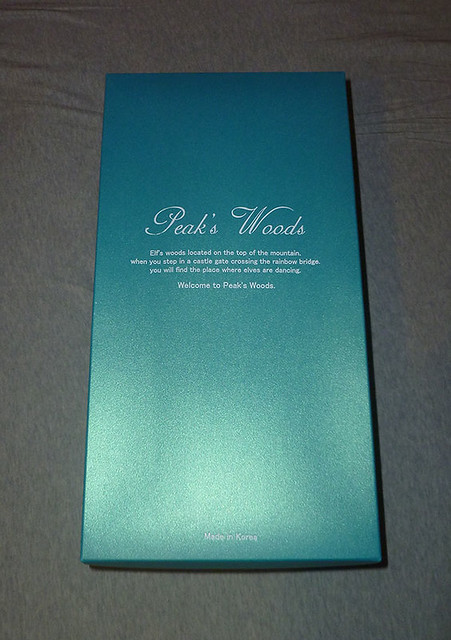 Peak's Woods
Elf's woods located on the top of the mountain.
when you step in a castle gate crossing the rainbow bridge.
you will find the place where elves are dancing.
Welcome to Peak's Woods.
Made in Korea